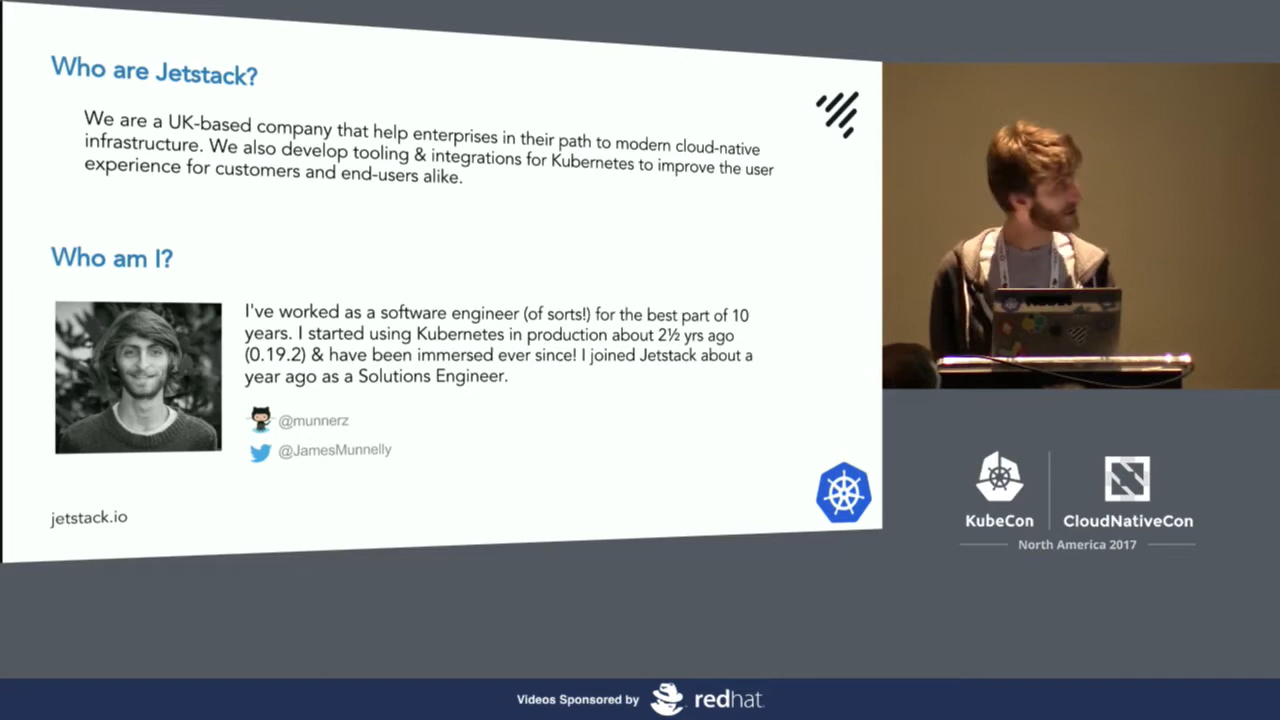 Who are Jetstack?
We are a UK-based company that help enterprises in their path to modern cloud-native
infrastructure. We also develop tooling & integrations for Kubernetes to improve the user
experience for customers and end-users alike.
Who am I?
I've worked as a software engineer (of sorts!) for the best part of 10
years. I started using Kubernetes in production about 2½ yrs ago
(0.19.2) & have been immersed ever since! I joined Jetstack about a
year ago as a Solutions Engineer.
@munnerz
@JamesMunnelly
jetstack.io
KubeCon
CloudNativeCon
North America 2017
Videos Sponsored by
redhat.